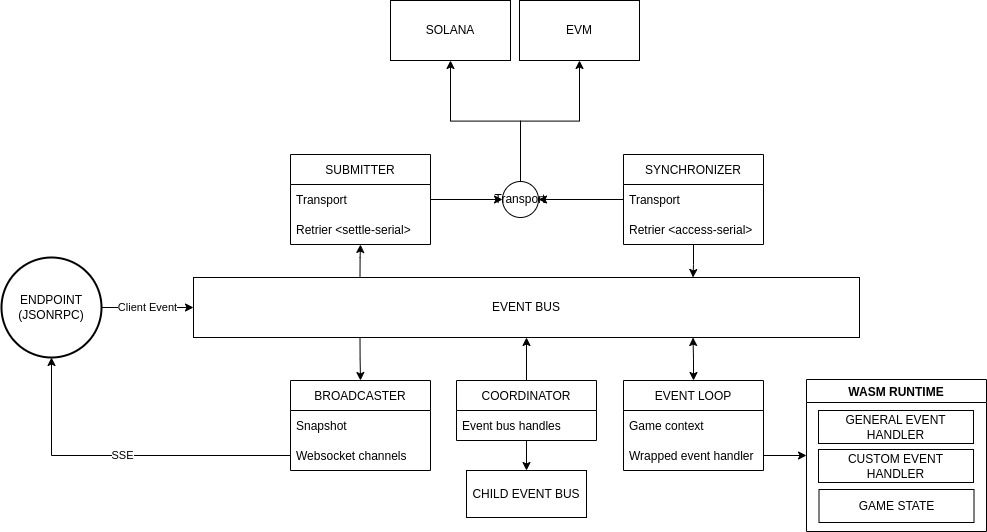 SOLANA
EVM
SUBMITTER
Transport
Retrier <settle-serial>
Transport
SYNCHRONIZER
Transport
Retrier <access-serial>
ENDPOINT
(JSONRPC)
Client Event
EVENT BUS
BROADCASTER
Snapshot
Websocket channels
SSE
COORDINATOR
Event bus handles
CHILD EVENT BUS
EVENT LOOP
Game context
Wrapped event handler
WASM RUNTIME
GENERAL EVENT
HANDLER
CUSTOM EVENT
HANDLER
GAME STATE